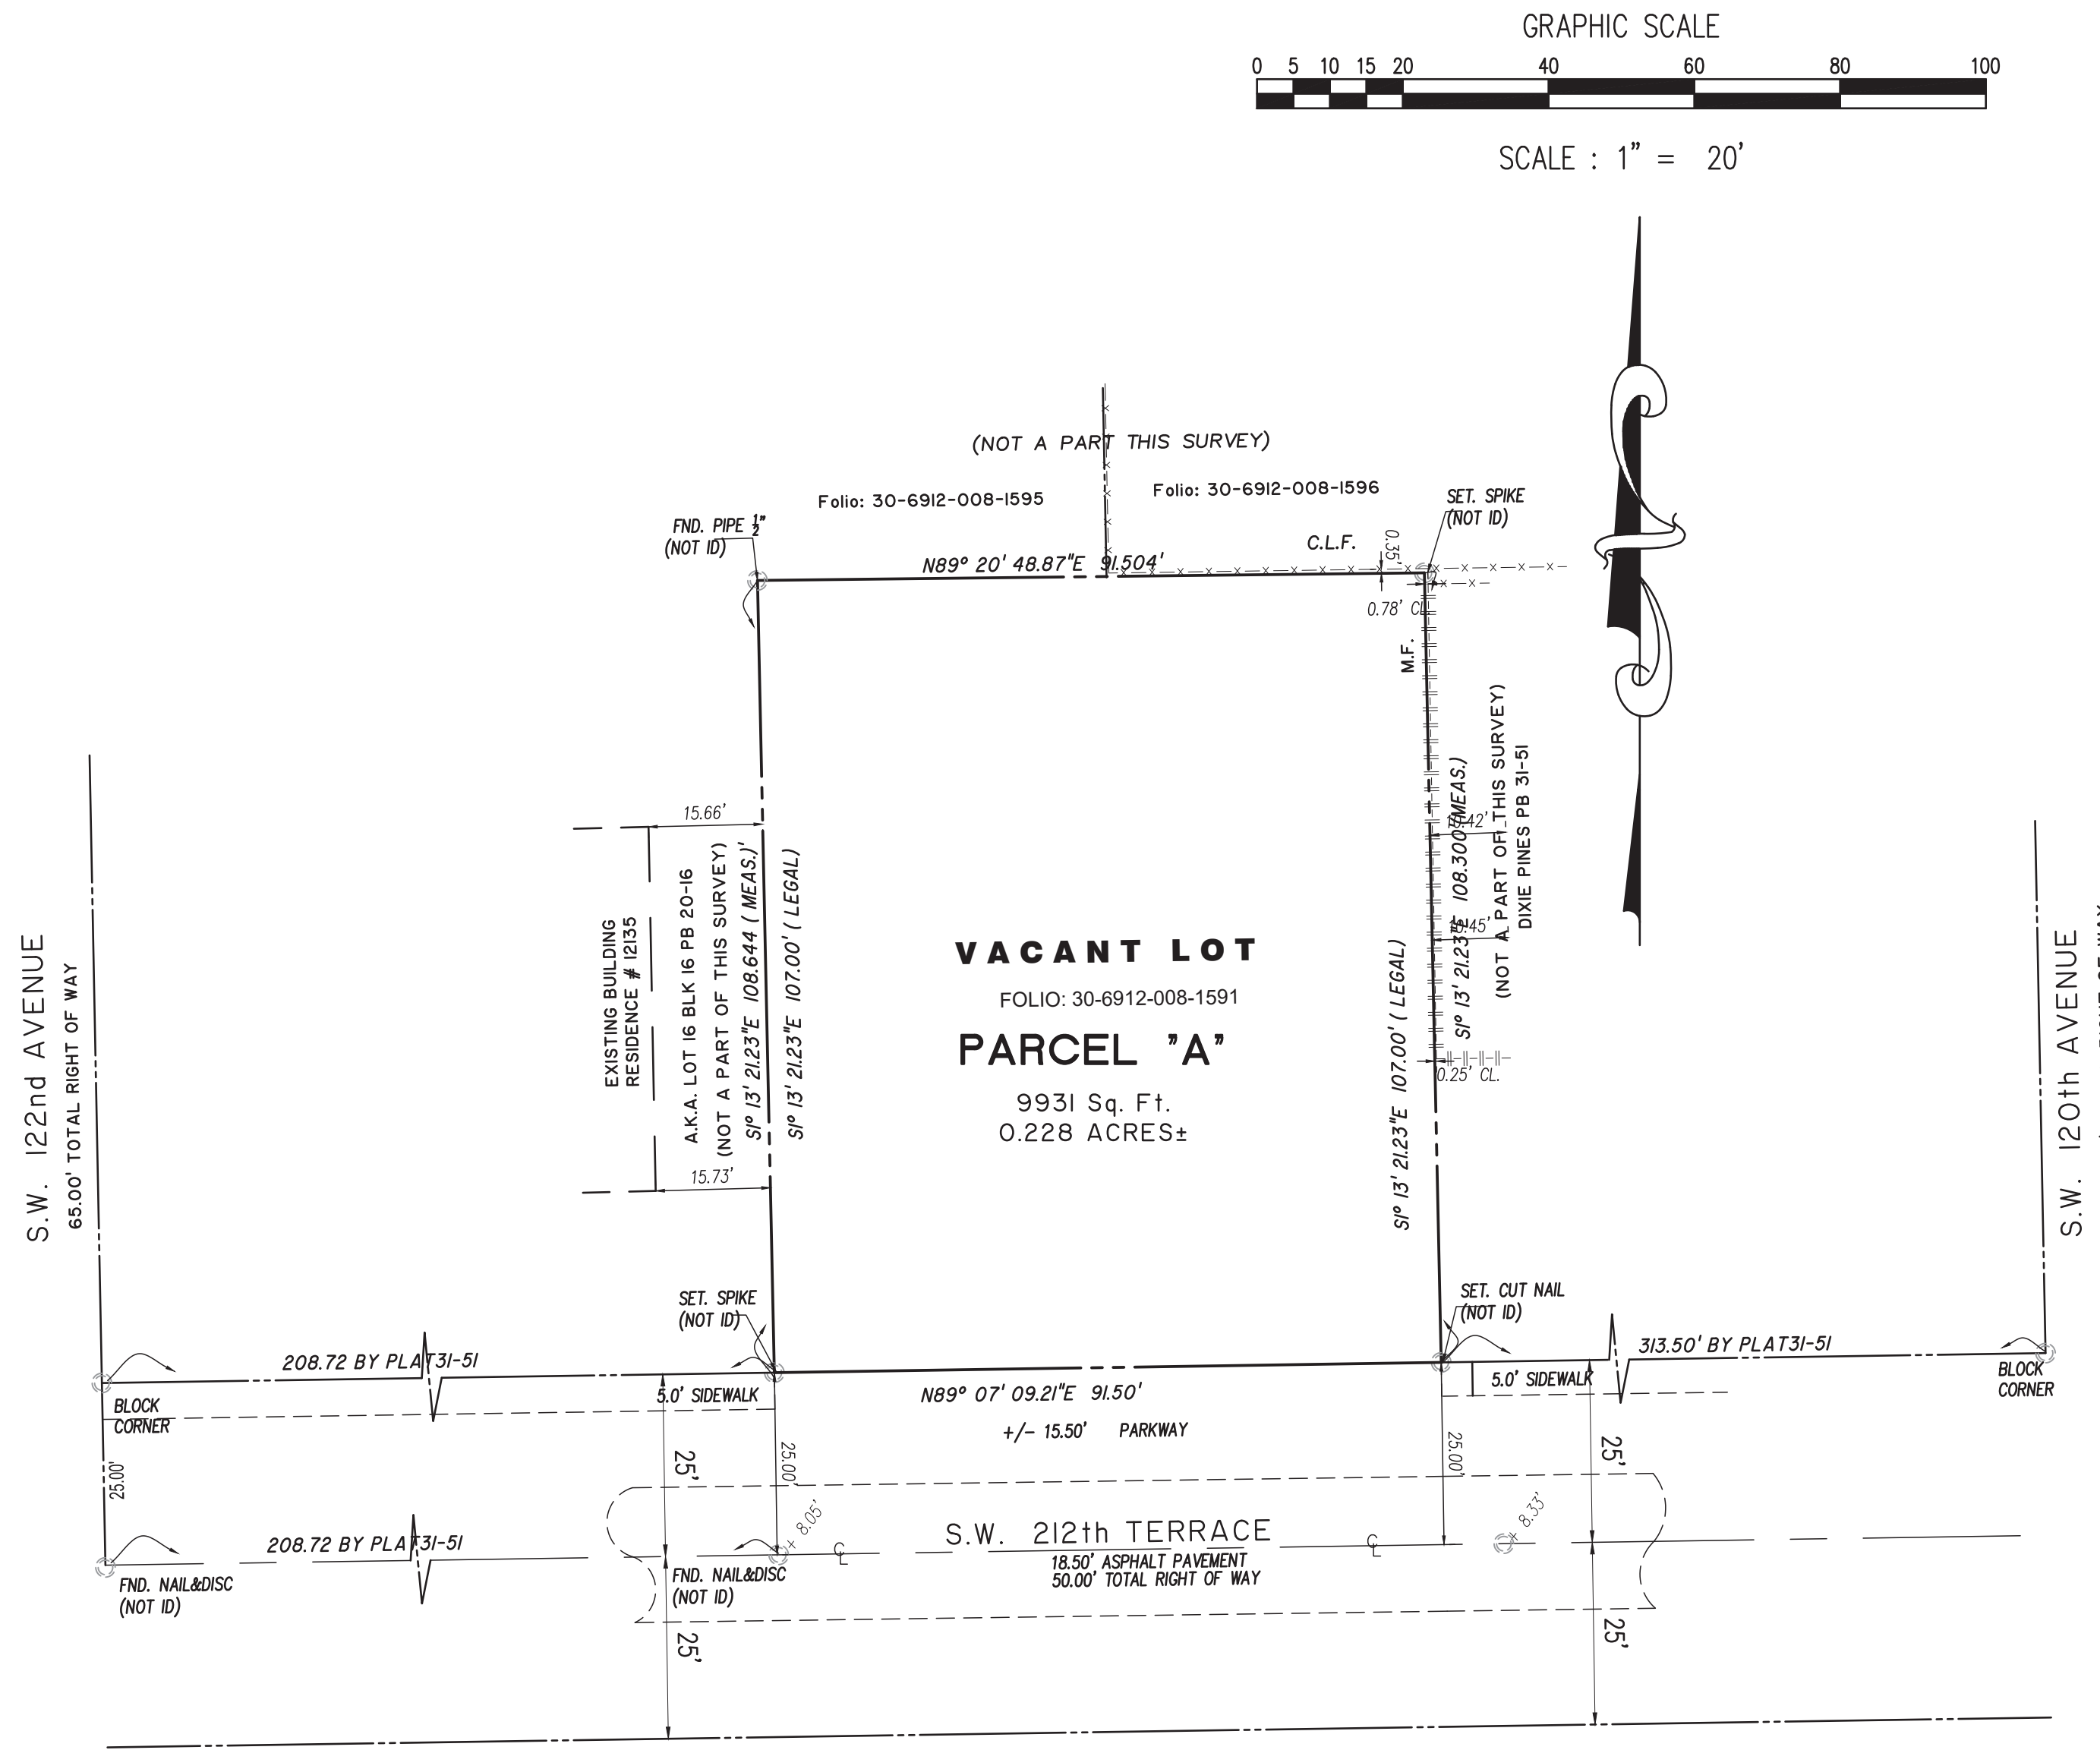 GRAPHIC SCALE
0 5 10 15 20 40 60 80 100
SCALE : 1" = 20'
(NOT A PART THIS SURVEY)
Folio: 30-6912-008-1595
Folio: 30-6912-008-1596
SET. SPIKE
(NOT ID)
FND. PIPE ½"
(NOT ID)
C.L.F.
0.35'
N89° 20' 48.87"E 91.504'
0.78' CL.
M.F.
(NOT A PART OF THIS SURVEY)
DIXIE PINES PB 31-51
S1° 13' 21.23"E 108.300'(MEAS.)
S1° 13' 21.23"E 107.00' ( LEGAL)
0.25' CL.
15.66'
EXISTING BUILDING
RESIDENCE # 12135
A.K.A. LOT 16 BLK 16 PB 20-16
(NOT A PART OF THIS SURVEY)
S1° 13' 21.23"E 108.644 ( MEAS.)'
S1° 13' 21.23"E 107.00' ( LEGAL)
15.73'
VACANT LOT
FOLIO: 30-6912-008-1591
PARCEL "A"
9931 Sq. Ft.
0.228 ACRES±
S.W. 122nd AVENUE
65.00' TOTAL RIGHT OF WAY
S.W. 120th AVENUE
SET. SPIKE
(NOT ID)
SET. CUT NAIL
(NOT ID)
208.72 BY PLAT31-51
313.50' BY PLAT31-51
BLOCK
CORNER
5.0' SIDEWALK
N89° 07' 09.21"E 91.50'
5.0' SIDEWALK
BLOCK
CORNER
+/- 15.50' PARKWAY
25.00'
25'
25.00'
25.00'
25'
8.05'
8.33'
208.72 BY PLAT31-51
S.W. 212th TERRACE
18.50' ASPHALT PAVEMENT
50.00' TOTAL RIGHT OF WAY
CL
CL
FND. NAIL&DISC
(NOT ID)
FND. NAIL&DISC
(NOT ID)
25'
25'